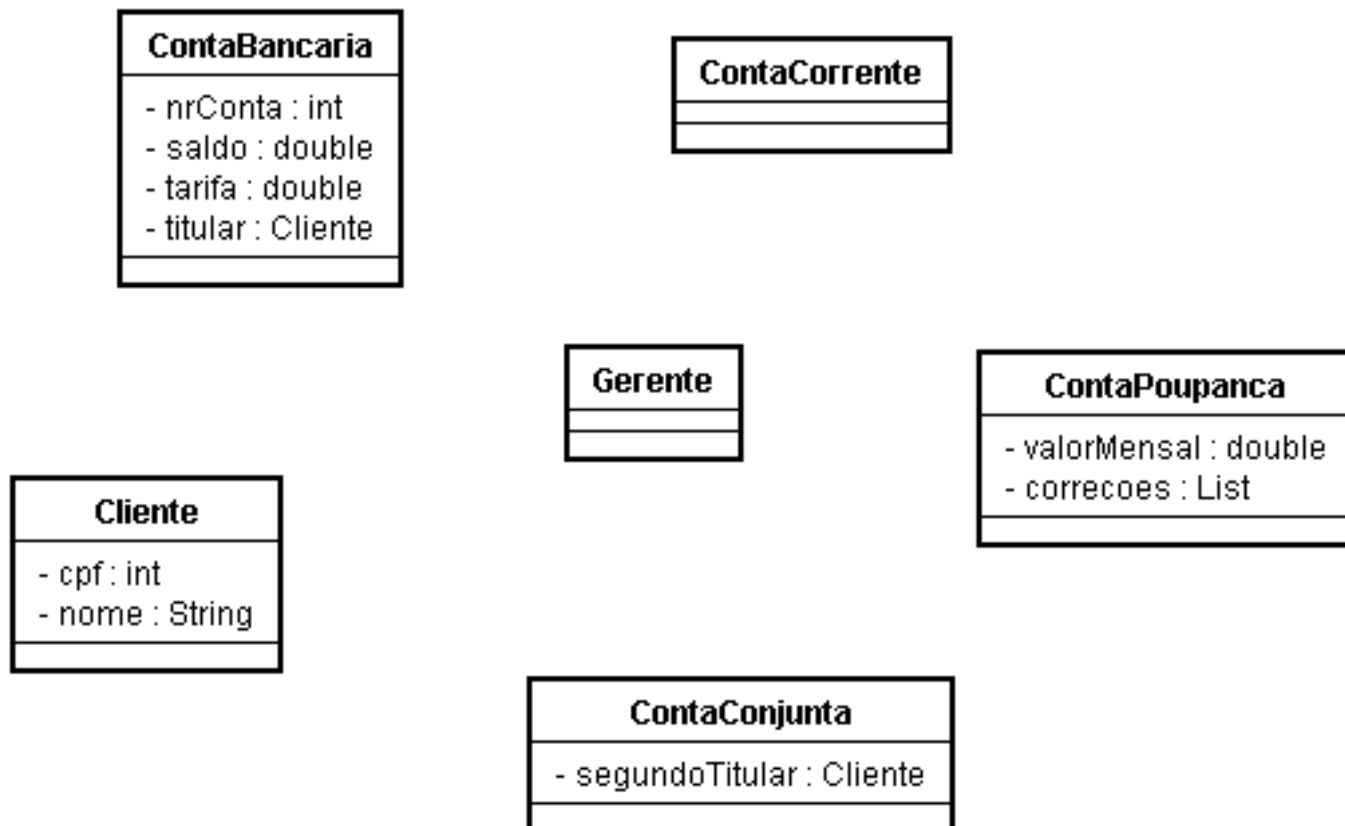 ContaBancaria
- nrConta : int
- saldo : double
- tarifa : double
- titular : Cliente
ContaCorrente
Gerente
ContaPoupanca
- valorMensal : double
- correcoes : List
Cliente
- cpf : int
- nome : String
ContaConjunta
- segundoTitular : Cliente